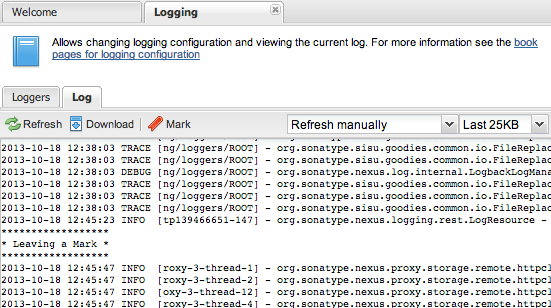 Welcome Logging
Allows changing logging configuration and viewing the current log. For more information see the book
pages for logging configuration
Loggers Log
Refresh Download Mark Refresh manually Last 25KB
2013-10-18 12:38:03 TRACE [ng/loggers/ROOT] - org.sonatype.sisu.goodies.common.io.FileReplac
2013-10-18 12:38:03 TRACE [ng/loggers/ROOT] - org.sonatype.sisu.goodies.common.io.FileReplac
2013-10-18 12:38:03 DEBUG [ng/loggers/ROOT] - org.sonatype.nexus.log.internal.LogbackLogMana
2013-10-18 12:38:03 TRACE [ng/loggers/ROOT] - org.sonatype.sisu.goodies.common.io.FileReplac
2013-10-18 12:38:03 TRACE [ng/loggers/ROOT] - org.sonatype.sisu.goodies.common.io.FileReplac
2013-10-18 12:38:03 TRACE [ng/loggers/ROOT] - org.sonatype.sisu.goodies.common.io.FileReplac
2013-10-18 12:45:23 INFO [tp139466651-147] - org.sonatype.nexus.logging.rest.LogResource -
*****************
* Leaving a Mark *
*****************
2013-10-18 12:45:47 INFO [roxy-3-thread-1] - org.sonatype.nexus.proxy.storage.remote.httpcl
2013-10-18 12:45:47 INFO [roxy-3-thread-2] - org.sonatype.nexus.proxy.storage.remote.httpcl
2013-10-18 12:45:47 INFO [oxy-3-thread-12] - org.sonatype.nexus.proxy.storage.remote.httpcl
2013-10-18 12:45:47 INFO [roxy-3-thread-4] - org.sonatype.nexus.proxy.storage.remote.httpcl